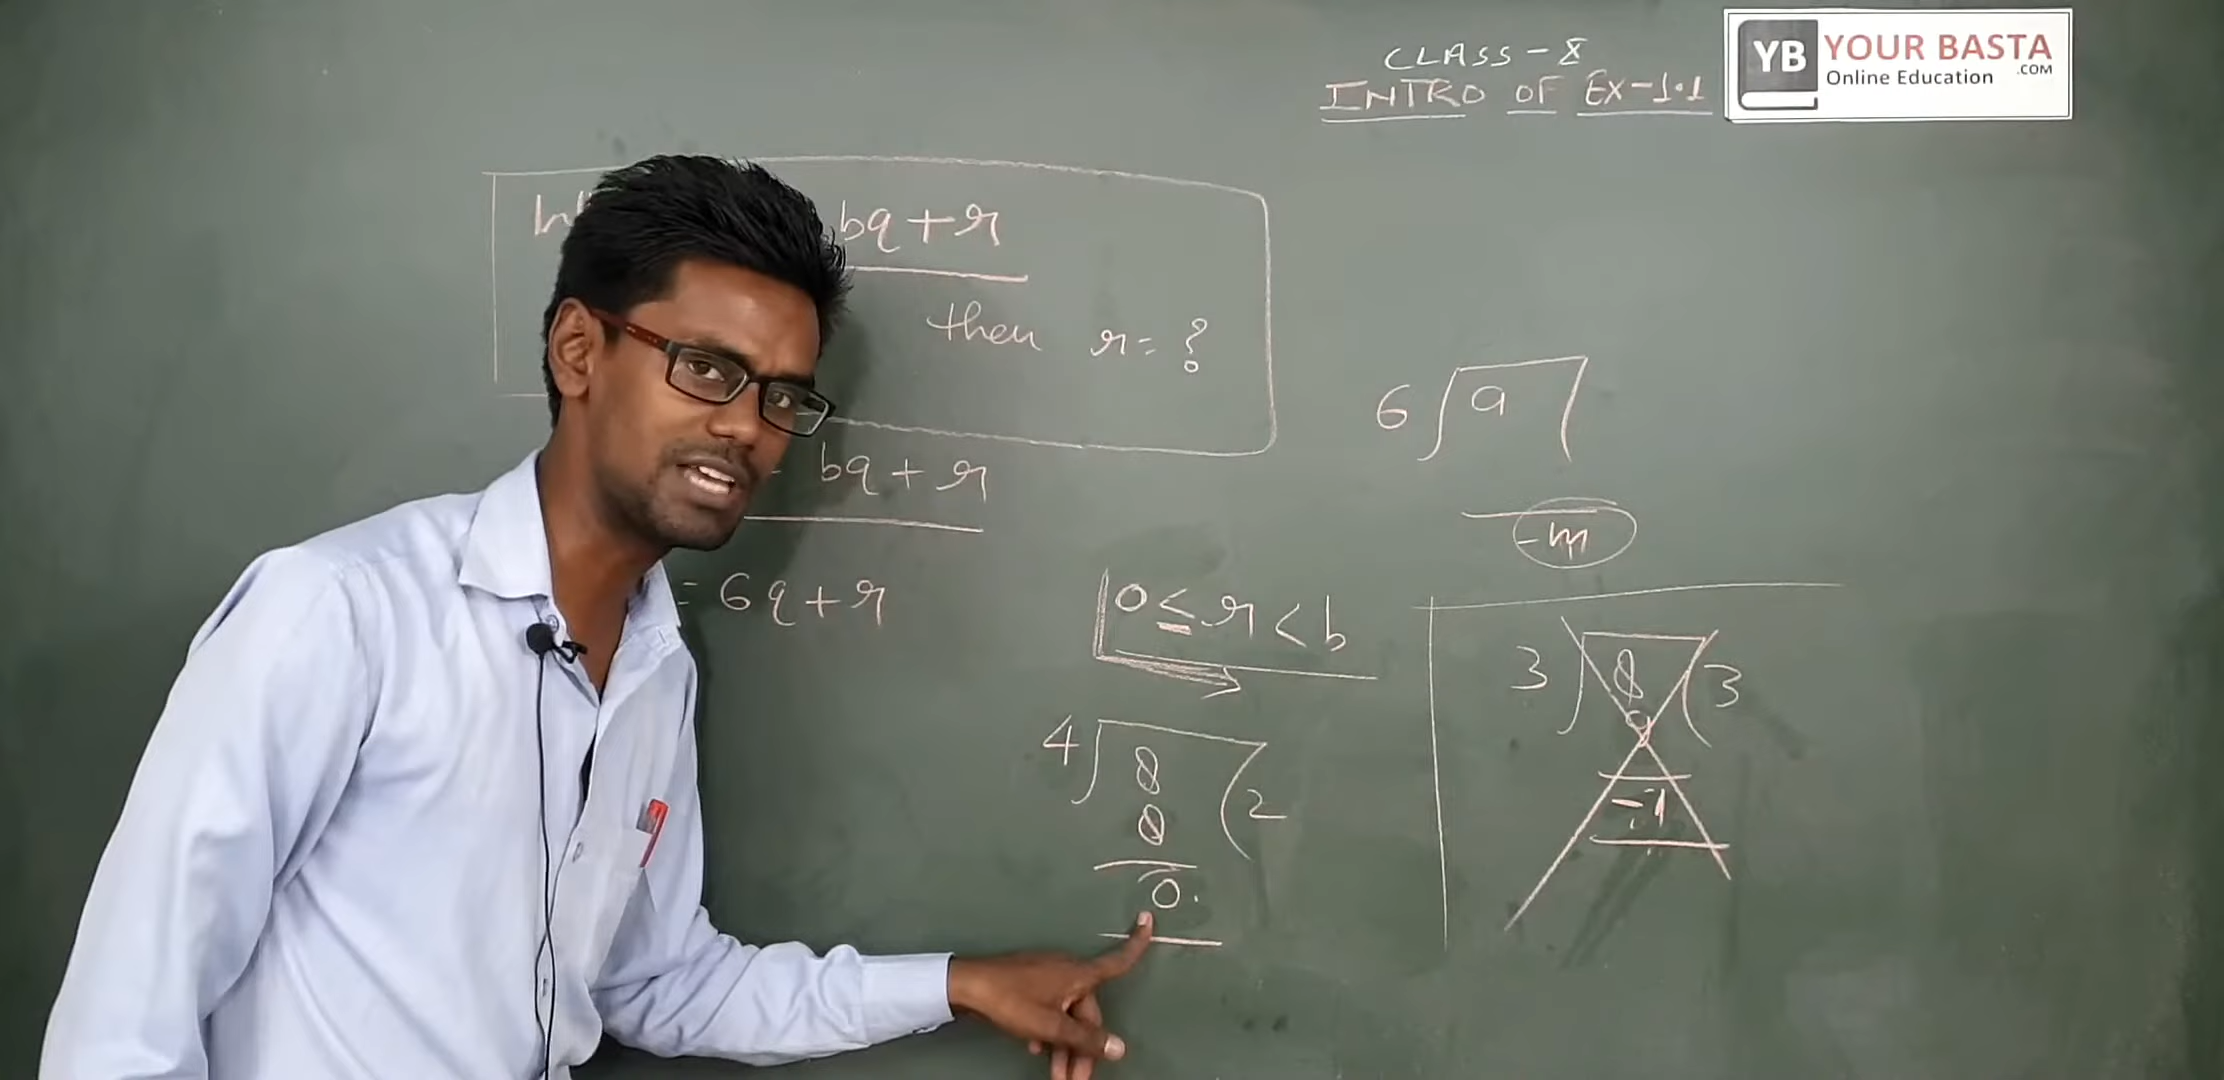 CLASS - X
INTRO OF EX-1.1
YB YOUR BASTA
.COM
Online Education
bq + r
then r = ?
bq + r
= 6q + r
0 ≤ r < b
6 a
-m
4 8 2
8
0.
3 8 3
9
-1